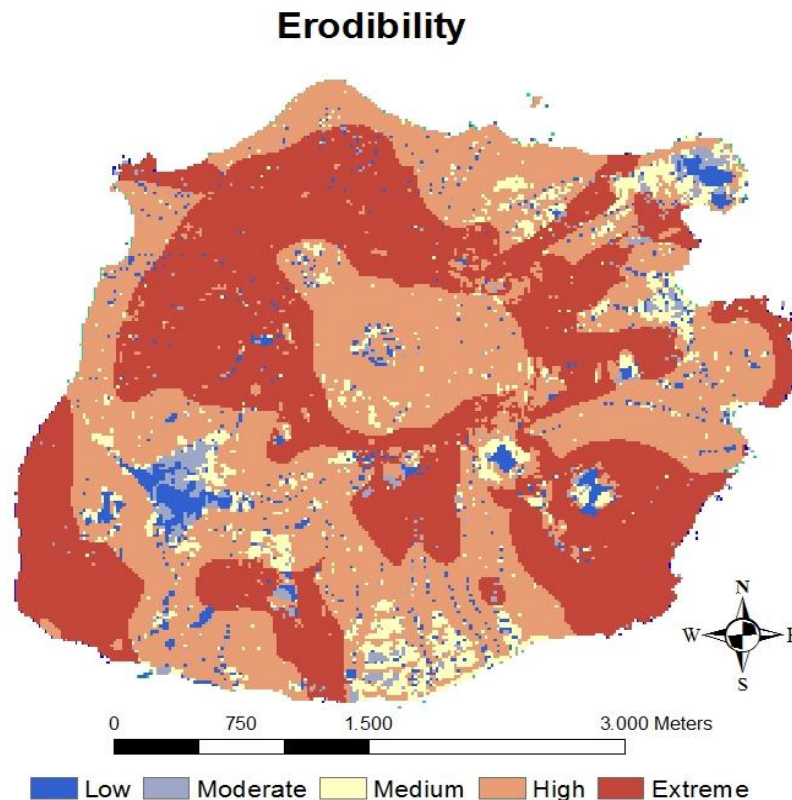 Erodibility
N
W E
S
0 750 1.500 3.000 Meters
Low Moderate Medium High Extreme